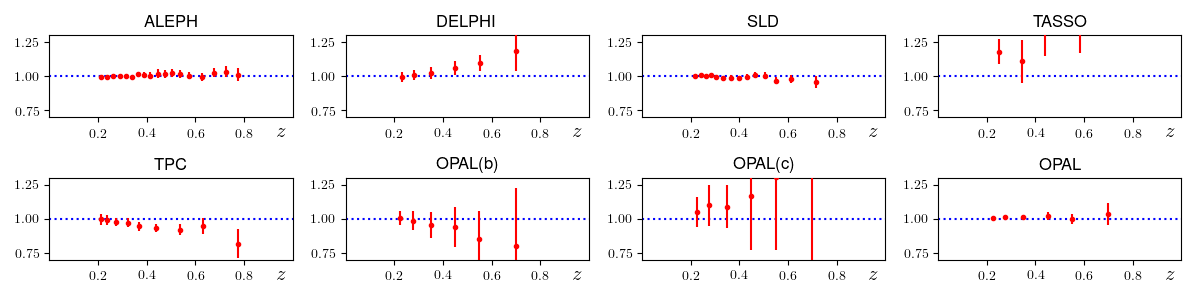 ALEPH DELPHI SLD TASSO
1.25 1.25 1.25 1.25
1.00 1.00 1.00 1.00
0.75 0.75 0.75 0.75
0.2 0.4 0.6 0.8 z 0.2 0.4 0.6 0.8 z 0.2 0.4 0.6 0.8 z 0.2 0.4 0.6 0.8 z
TPC OPAL(b) OPAL(c) OPAL
1.25 1.25 1.25 1.25
1.00 1.00 1.00 1.00
0.75 0.75 0.75 0.75
0.2 0.4 0.6 0.8 z 0.2 0.4 0.6 0.8 z 0.2 0.4 0.6 0.8 z 0.2 0.4 0.6 0.8 z